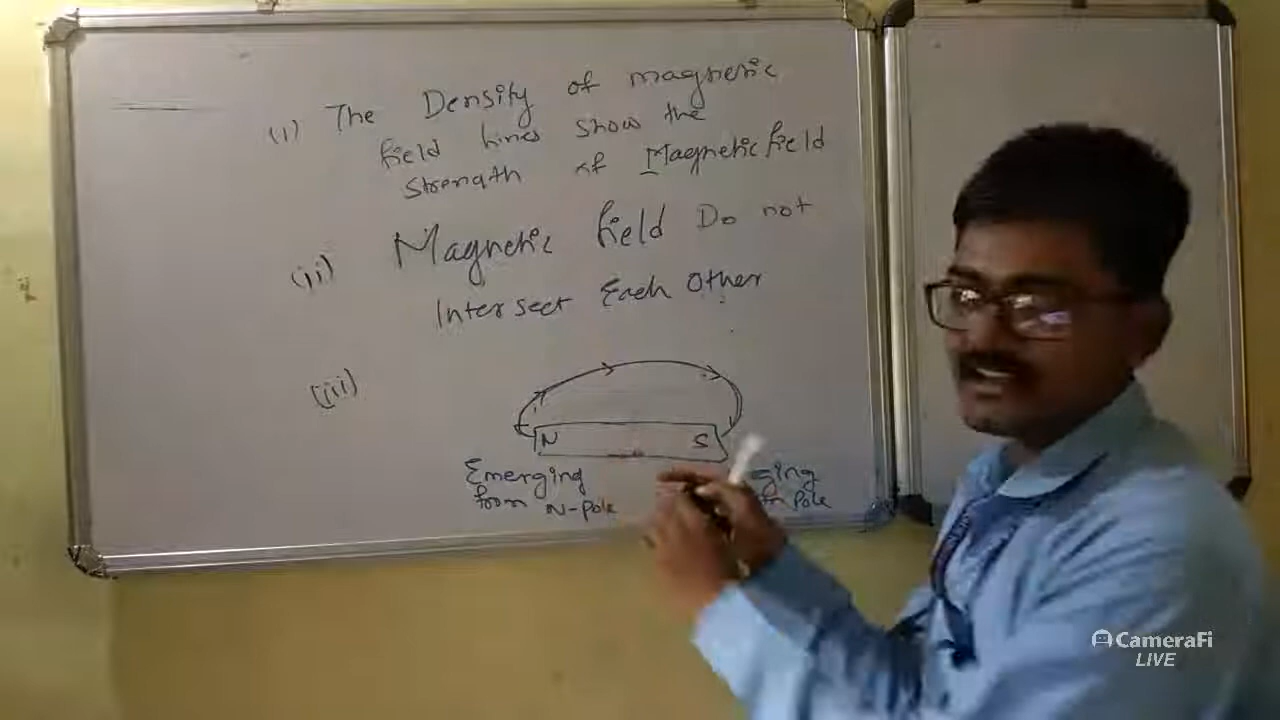 (i) The Density of magnetic
field lines show the
strength of Magnetic field
(ii) Magnetic field Do not
Intersect Each Other
(iii)
N S
Emerging
from N-pole
ging
pole
CameraFi
LIVE